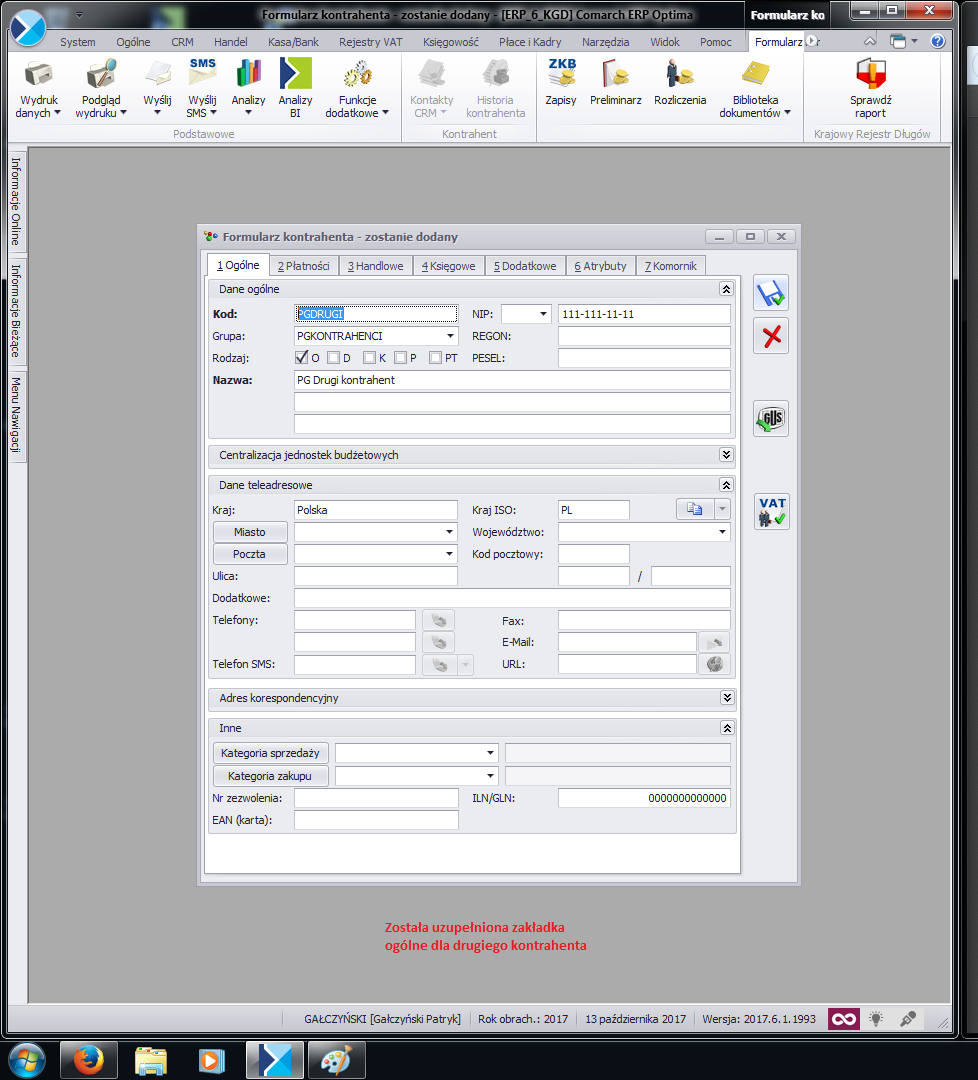 Formularz kontrahenta - zostanie dodany - [ERP_6_KGD] Comarch ERP Optima
Formularz ko
System Ogólne CRM Handel Kasa/Bank Rejestry VAT Księgowość Płace i Kadry Narzędzia Widok Pomoc Formularz
Wydruk danych
Podgląd wydruku
Wyślij
SMS
Wyślij SMS
Analizy
Analizy BI
Funkcje dodatkowe
Podstawowe
Kontakty CRM
Historia kontrahenta
Kontrahent
ZKB
Zapisy
Preliminarz
Rozliczenia
Biblioteka dokumentów
Sprawdź raport
Krajowy Rejestr Długów
Informacje Online
Informacje Bieżące
Menu Nawigacji
Formularz kontrahenta - zostanie dodany
1 Ogólne 2 Płatności 3 Handlowe 4 Księgowe 5 Dodatkowe 6 Atrybuty 7 Komornik
Dane ogólne
Kod: PGDRUGI NIP: 111-111-11-11
Grupa: PGKONTRAHENCI REGON:
Rodzaj: O D K P PT PESEL:
Nazwa: PG Drugi kontrahent
GUS
Centralizacja jednostek budżetowych
Dane teleadresowe
Kraj: Polska Kraj ISO: PL
VAT
Miasto Województwo:
Poczta Kod pocztowy:
Ulica: /
Dodatkowe:
Telefony: Fax:
E-Mail:
Telefon SMS: URL:
Adres korespondencyjny
Inne
Kategoria sprzedaży
Kategoria zakupu
Nr zezwolenia: ILN/GLN: 0000000000000
EAN (karta):
Została uzupełniona zakładka
ogólne dla drugiego kontrahenta
GAŁCZYŃSKI [Gałczyński Patryk] Rok obrach.: 2017 13 października 2017 Wersja: 2017.6.1.1993